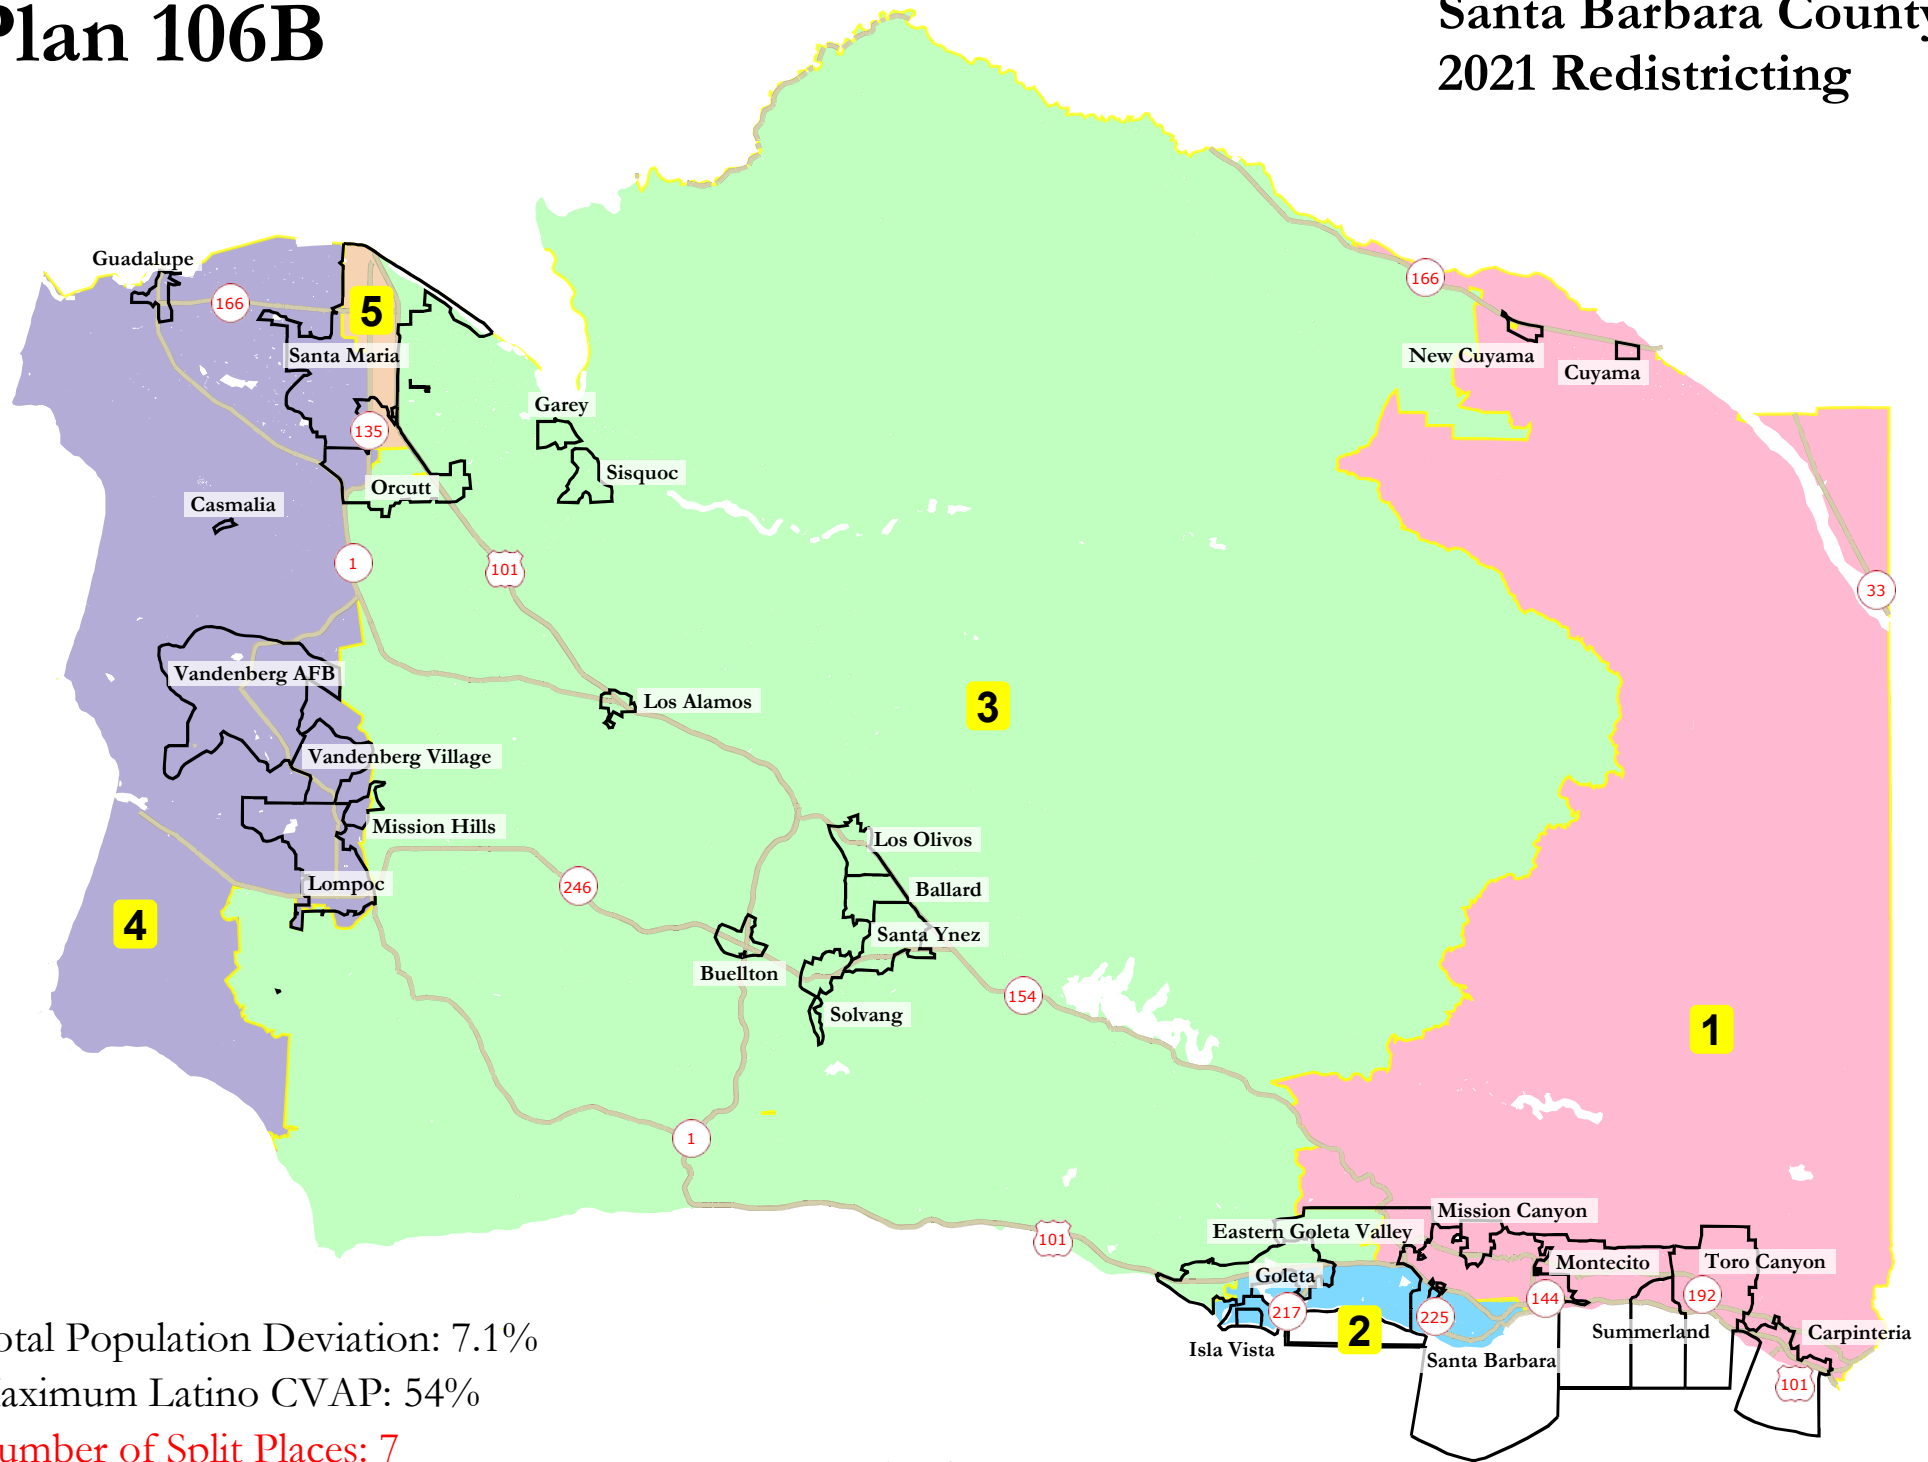 Plan 106B
Santa Barbara County
2021 Redistricting
Guadalupe
166
5
Santa Maria
166
New Cuyama
Cuyama
Garey
135
Sisquoc
Orcutt
Casmalia
1
101
33
Vandenberg AFB
Los Alamos
3
Vandenberg Village
Mission Hills
Los Olivos
Lompoc
246
Ballard
4
Santa Ynez
Buellton
154
Solvang
1
1
Mission Canyon
101
Eastern Goleta Valley
Montecito
Toro Canyon
Goleta
217
225
144
192
2
Summerland
Carpinteria
Isla Vista
Santa Barbara
101
otal Population Deviation: 7.1%
aximum Latino CVAP: 54%
umber of Split Places: 7